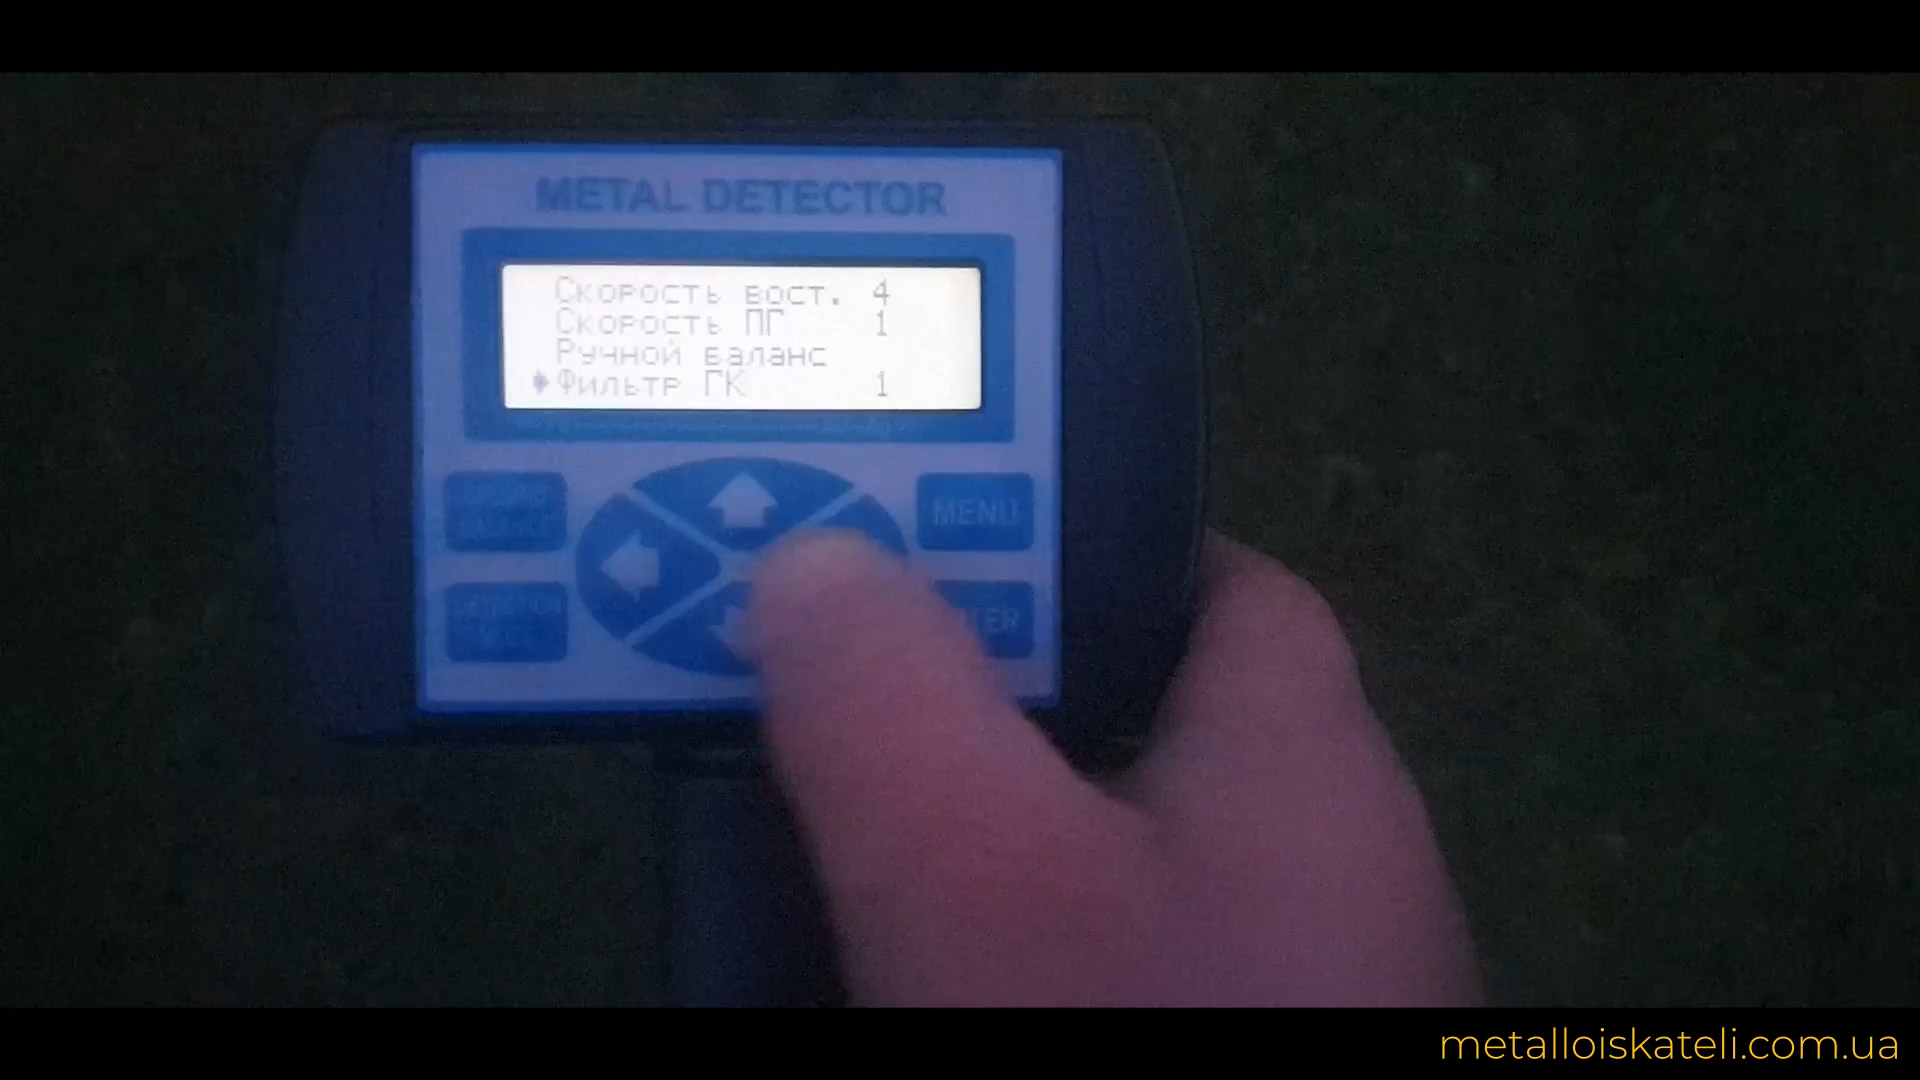 METAL DETECTOR
Скорость вост. 4
Скорость ПГ 1
Ручной баланс
Фильтр ГК 1
MENU
metalloiskateli.com.ua